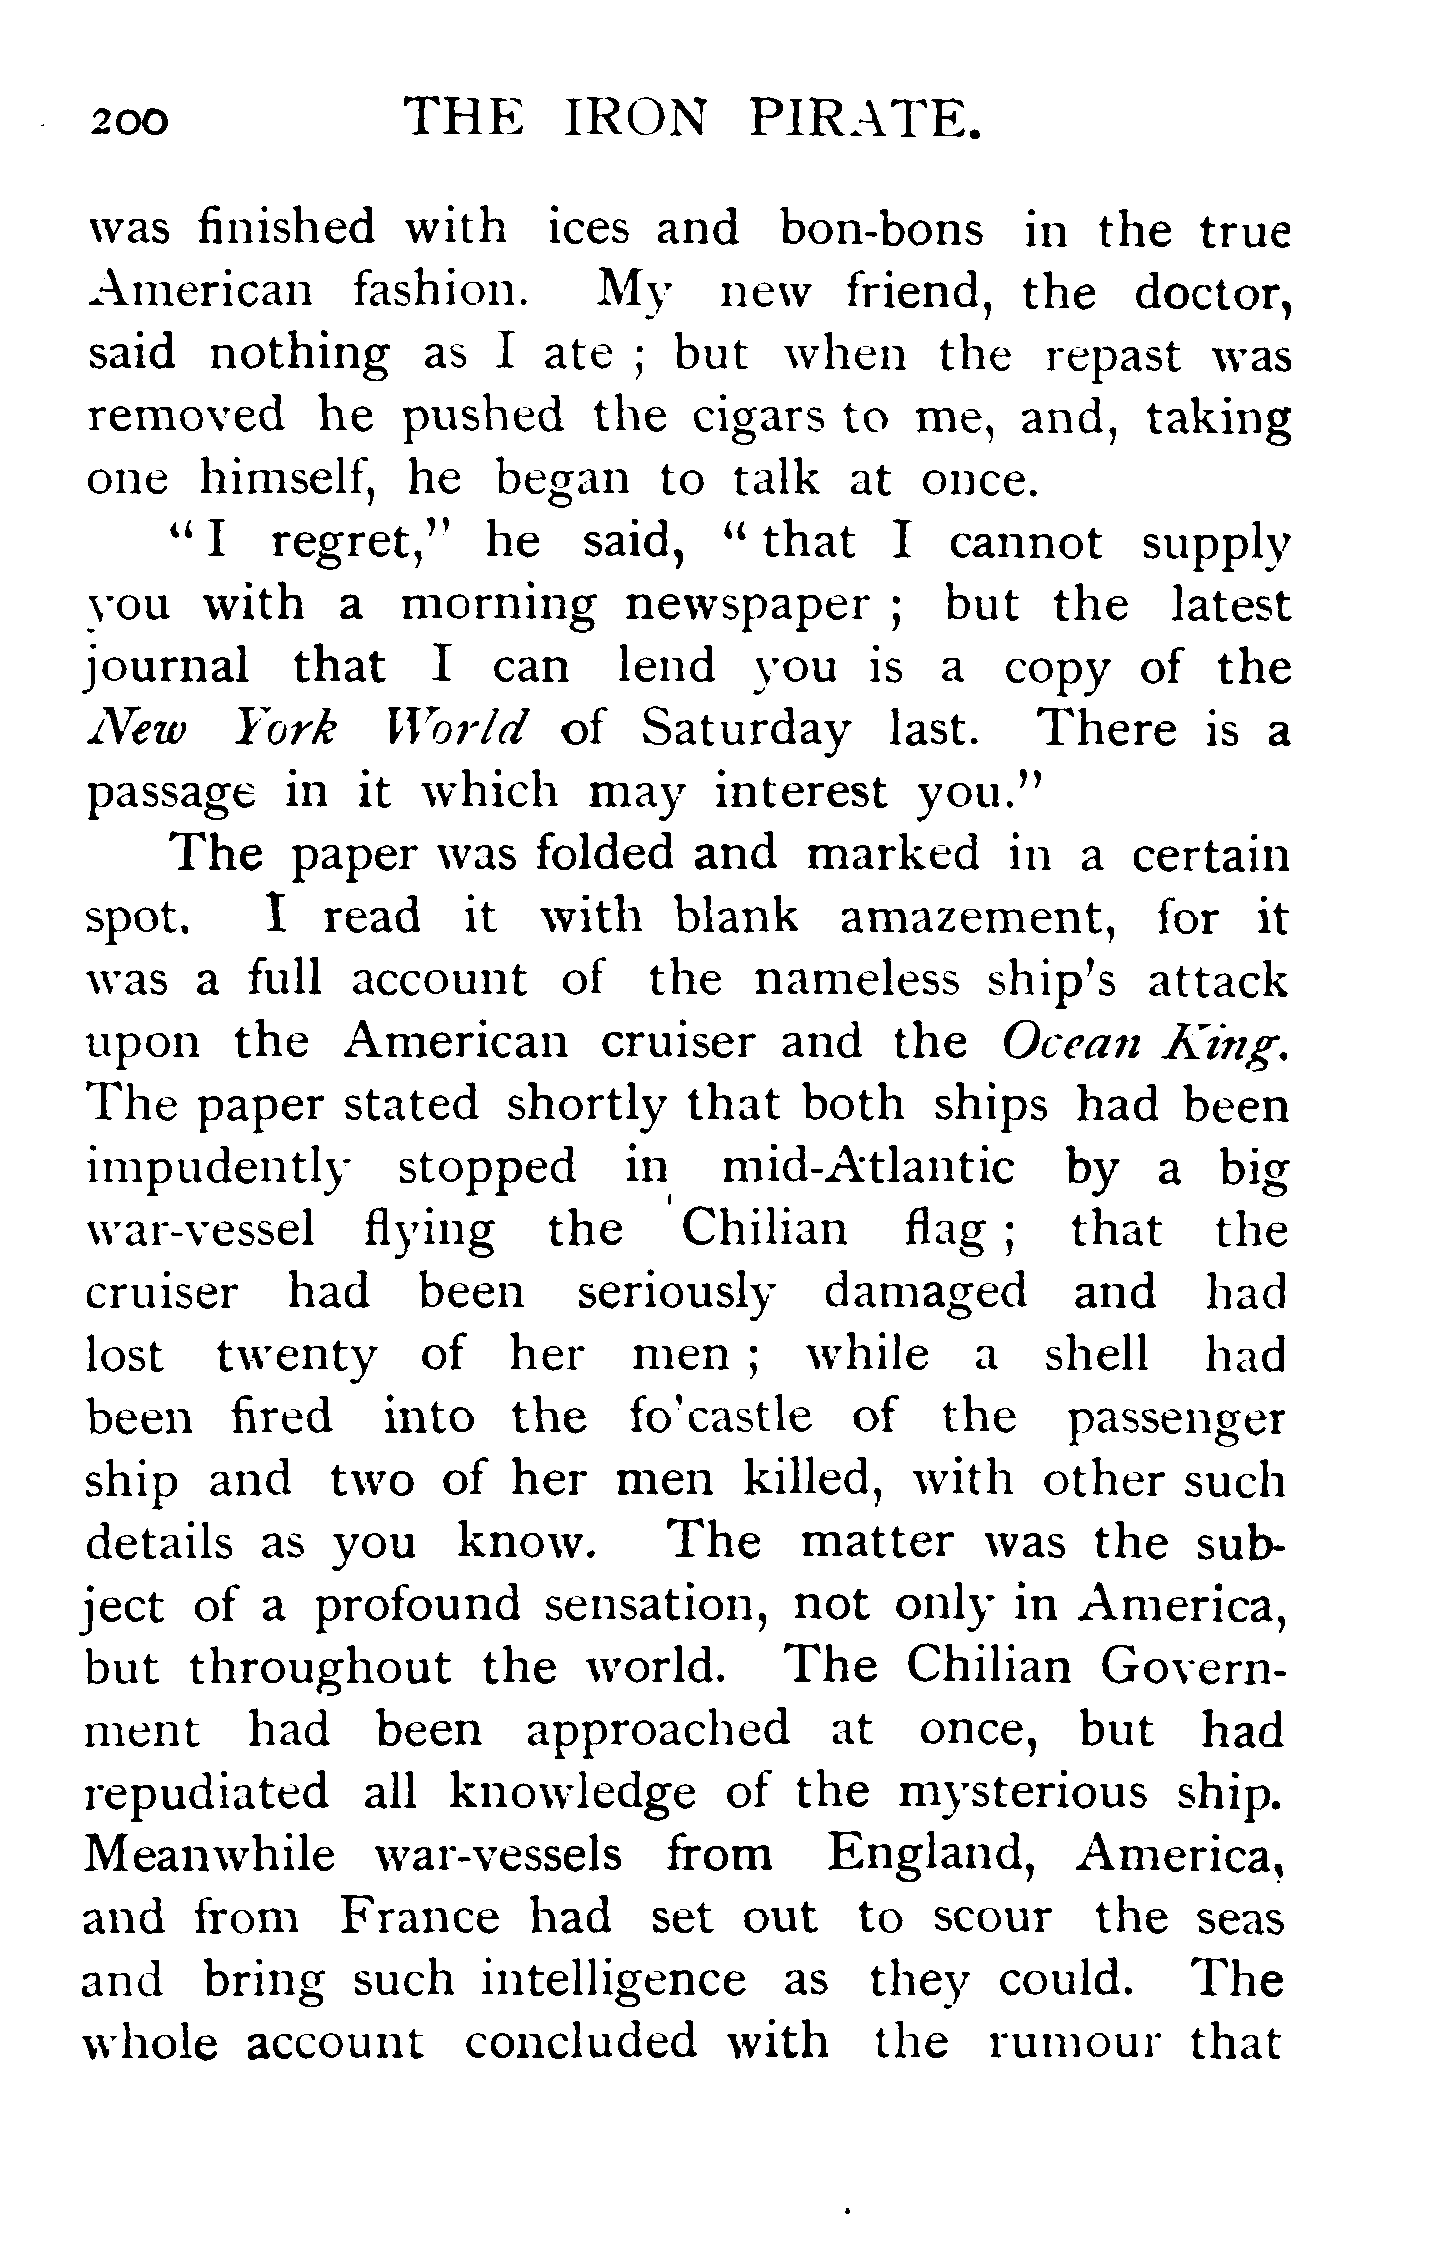 200 THE IRON PIRATE.
was finished with ices and bon-bons in the true
American fashion. My new friend, the doctor,
said nothing as I ate ; but when the repast was
removed he pushed the cigars to me, and, taking
one himself, he began to talk at once.
“ I regret,” he said, “ that I cannot supply
you with a morning newspaper ; but the latest
journal that I can lend you is a copy of the
New York World of Saturday last. There is a
passage in it which may interest you.”
The paper was folded and marked in a certain
spot. I read it with blank amazement, for it
was a full account of the nameless ship's attack
upon the American cruiser and the Ocean King.
The paper stated shortly that both ships had been
impudently stopped in mid-Atlantic by a big
war-vessel flying the Chilian flag ; that the
cruiser had been seriously damaged and had
lost twenty of her men ; while a shell had
been fired into the fo'castle of the passenger
ship and two of her men killed, with other such
details as you know. The matter was the sub-
ject of a profound sensation, not only in America,
but throughout the world. The Chilian Govern-
ment had been approached at once, but had
repudiated all knowledge of the mysterious ship.
Meanwhile war-vessels from England, America,
and from France had set out to scour the seas
and bring such intelligence as they could. The
whole account concluded with the rumour that